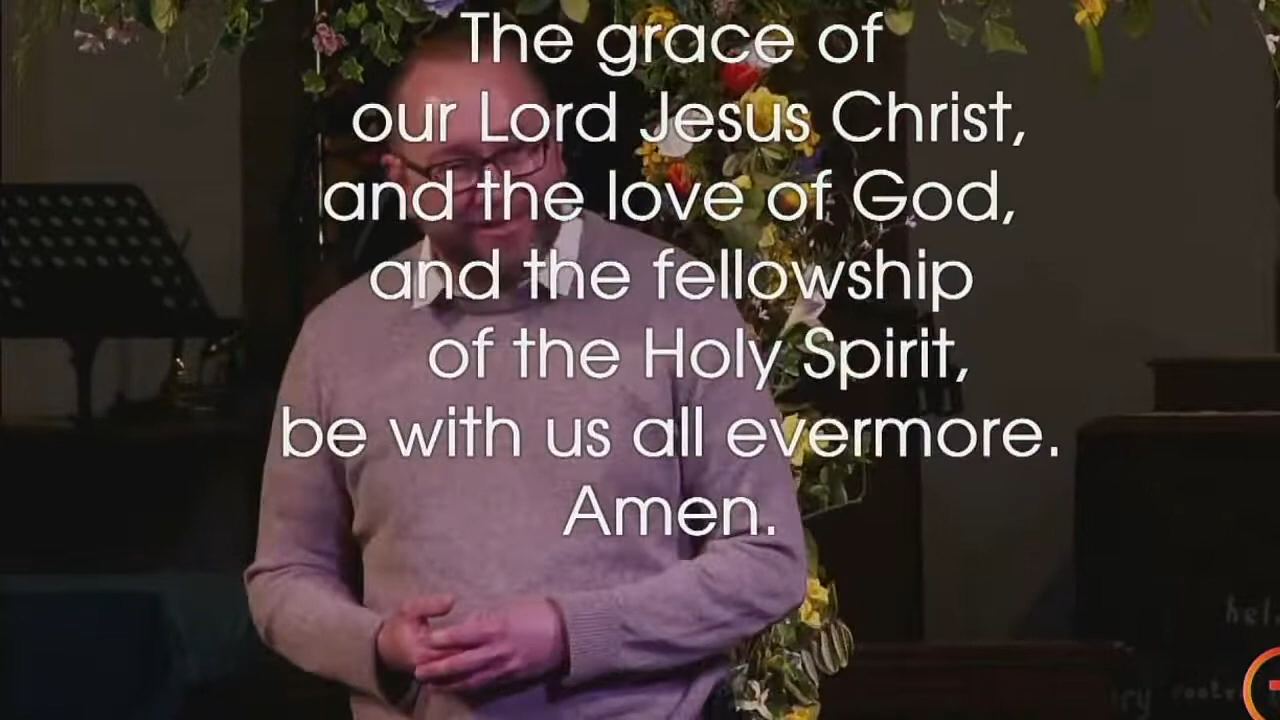 The grace of
our Lord Jesus Christ,
and the love of God,
and the fellowship
of the Holy Spirit,
be with us all evermore.
Amen.